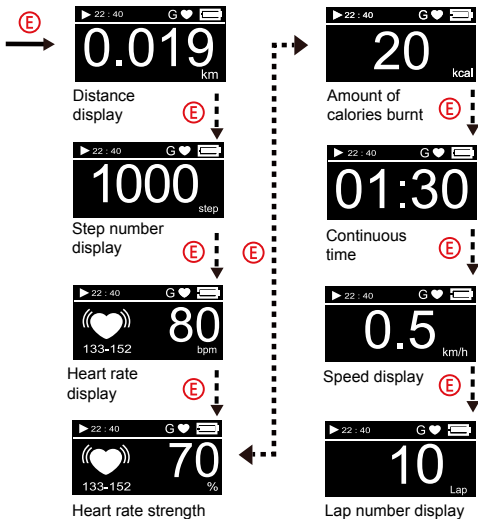 E
22 : 40 G
0.019
km
Distance
display
E
22 : 40 G
1000
step
Step number
display
E
22 : 40 G
80
133-152 bpm
Heart rate
display
E
22 : 40 G
70
133-152 %
Heart rate strength
E
22 : 40 G
20
kcal
Amount of
calories burnt
E
22 : 40 G
01:30
Continuous
time
E
22 : 40 G
0.5
km/h
Speed display
E
22 : 40 G
10
Lap
Lap number display